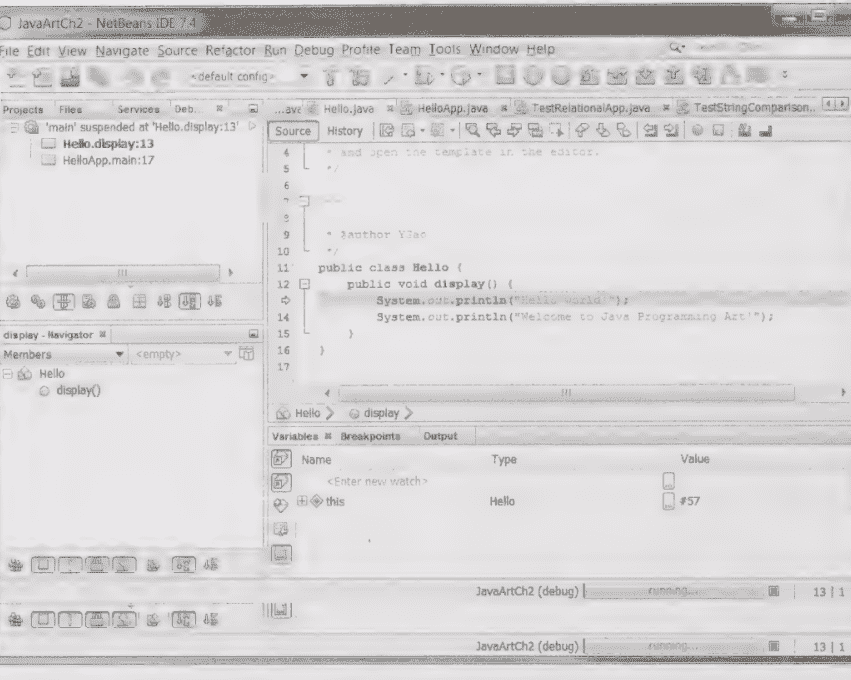 JavaArtCh2 - NetBeans IDE 7.4
File Edit View Navigate Source Refactor Run Debug Profile Team Tools Window Help
<default config>
Projects Files Services Deb...
...ava Hello.java HelloApp.java TestRelationalApp.java TestStringComparison...
'main' suspended at 'Hello.display:13'
Hello.display:13
HelloApp.main:17
Source History
4 * and open the template in the editor.
5 */
6
7
8
9 * @author
10 */
11 public class Hello {
12 public void display() {
System.out.println("Hello World!");
14 System.out.println("Welcome to Java Programming Art!");
15 }
16 }
17
display - Navigator
Members <empty>
Hello
display()
Hello display
Variables Breakpoints Output
Name Type Value
<Enter new watch>
this Hello #57
JavaArtCh2 (debug) running... 13 | 1
JavaArtCh2 (debug) running... 13 | 1